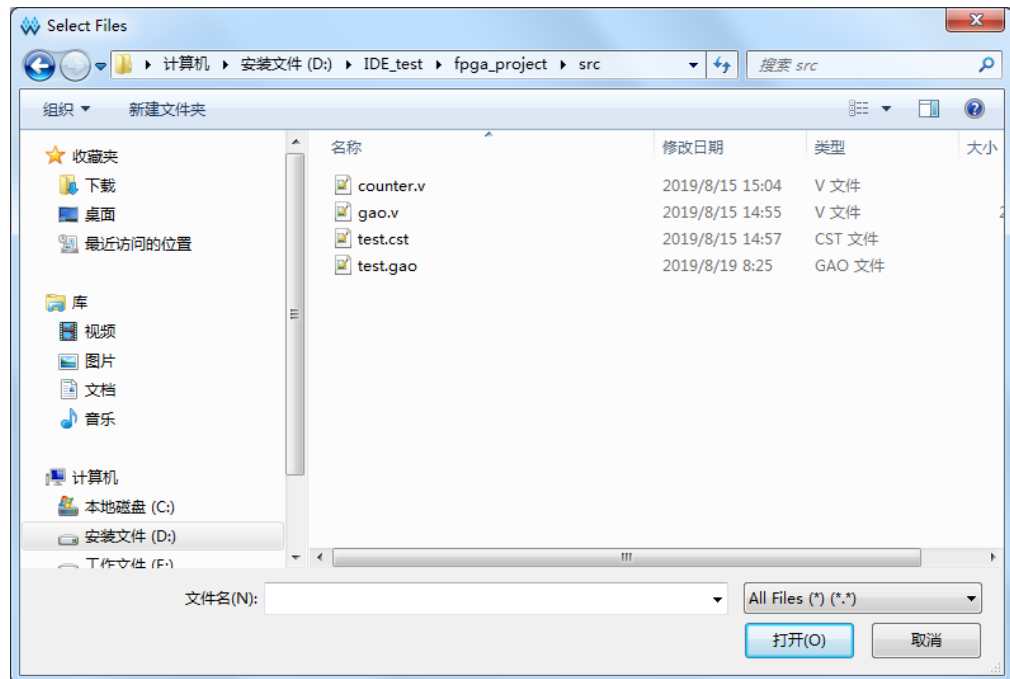 Select Files
计算机 安装文件 (D:) IDE_test fpga_project src 搜索 src
组织 新建文件夹
收藏夹
下载
桌面
最近访问的位置
库
视频
图片
文档
音乐
计算机
本地磁盘 (C:)
安装文件 (D:)
工作文件 (E:)
名称 修改日期 类型 大小
counter.v 2019/8/15 15:04 V 文件
gao.v 2019/8/15 14:55 V 文件 2
test.cst 2019/8/15 14:57 CST 文件
test.gao 2019/8/19 8:25 GAO 文件
文件名(N): All Files (*) (*.*)
打开(O) 取消